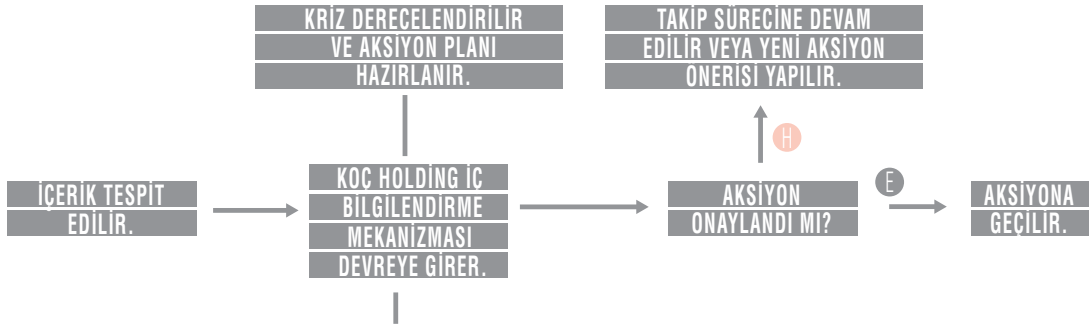 KRİZ DERECELENDİRİLİR
VE AKSİYON PLANI
HAZIRLANIR.
TAKİP SÜRECİNE DEVAM
EDİLİR VEYA YENİ AKSİYON
ÖNERİSİ YAPILIR.
H
İÇERİK TESPİT
EDİLİR.
KOÇ HOLDİNG İÇ
BİLGİLENDİRME
MEKANİZMASI
DEVREYE GİRER.
AKSİYON
ONAYLANDI MI?
E
AKSİYONA
GEÇİLİR.